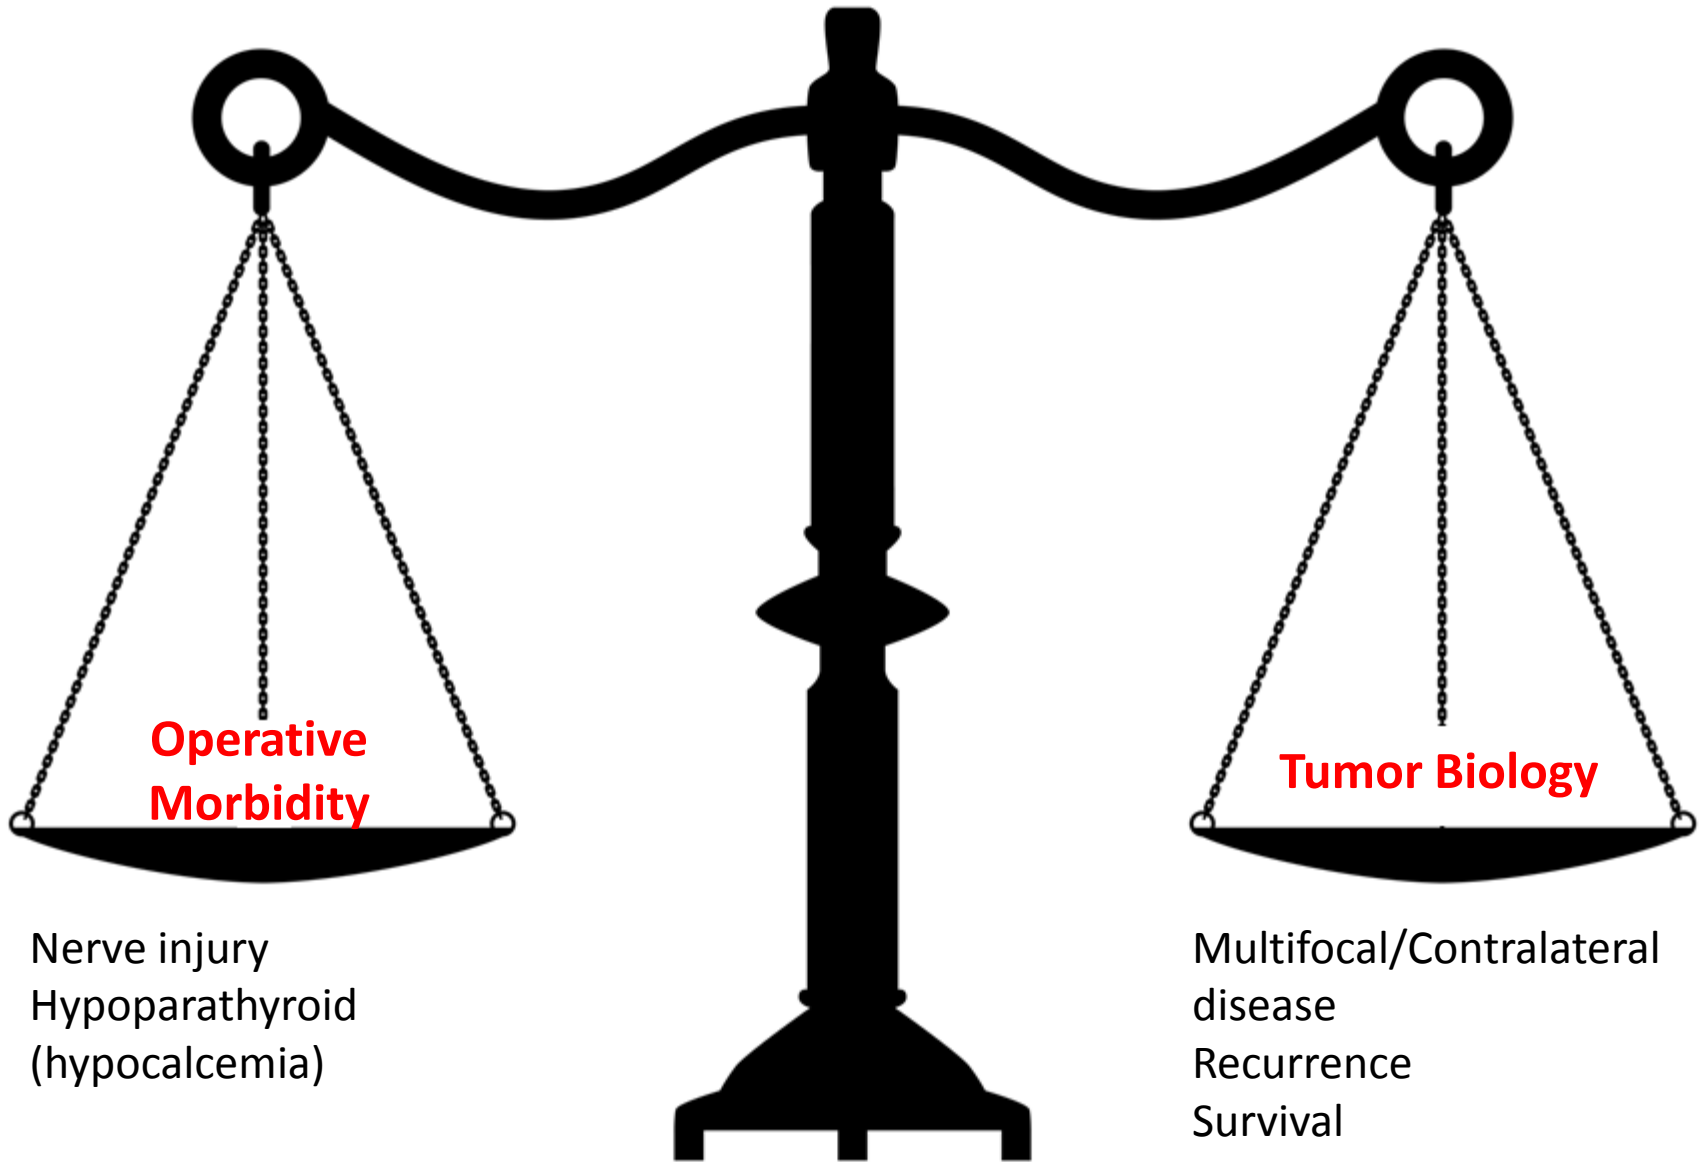 Operative
Morbidity
Tumor Biology
Nerve injury
Hypoparathyroid
(hypocalcemia)
Multifocal/Contralateral
disease
Recurrence
Survival